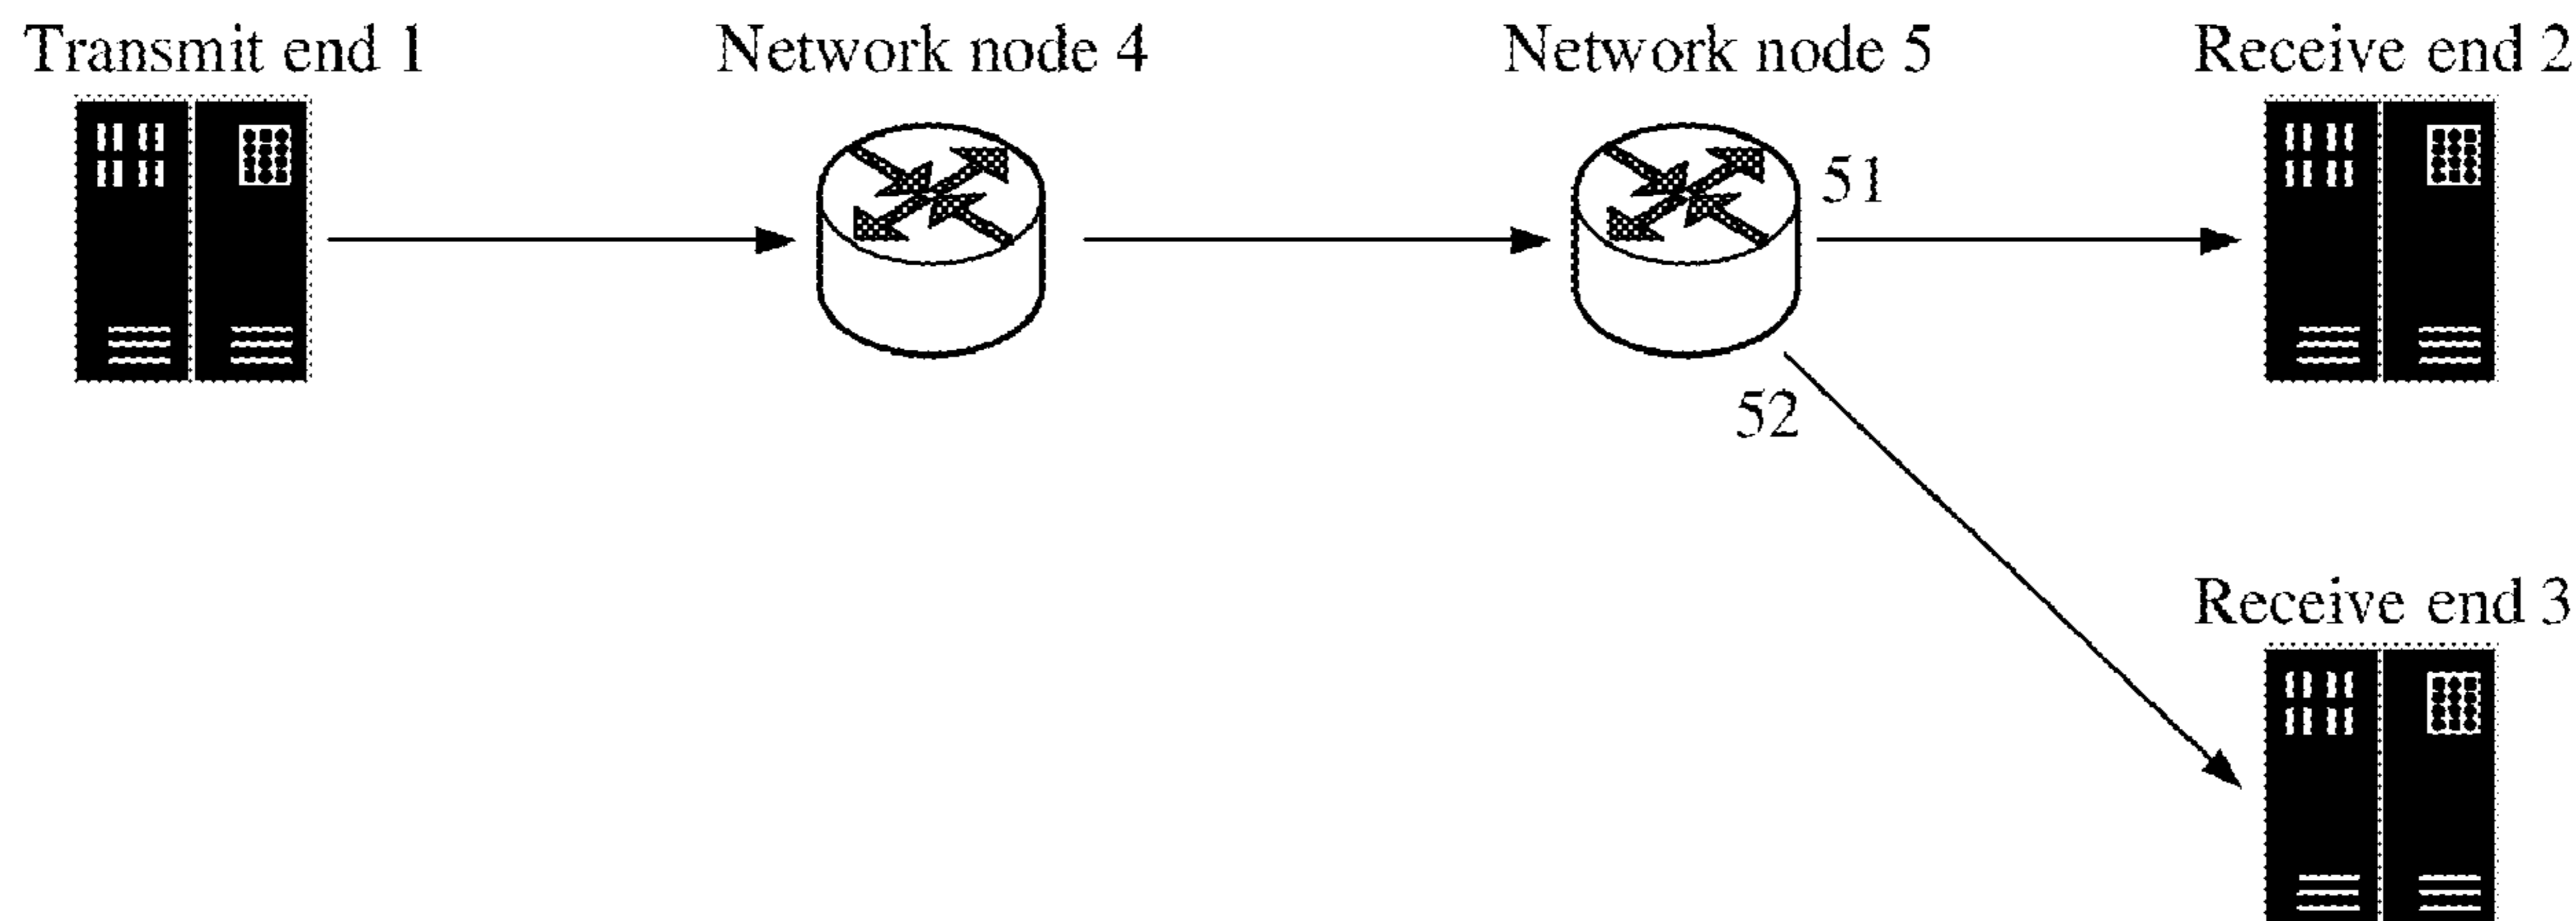 Transmit end 1
Network node 4
Network node 5
Receive end 2
51
52
Receive end 3